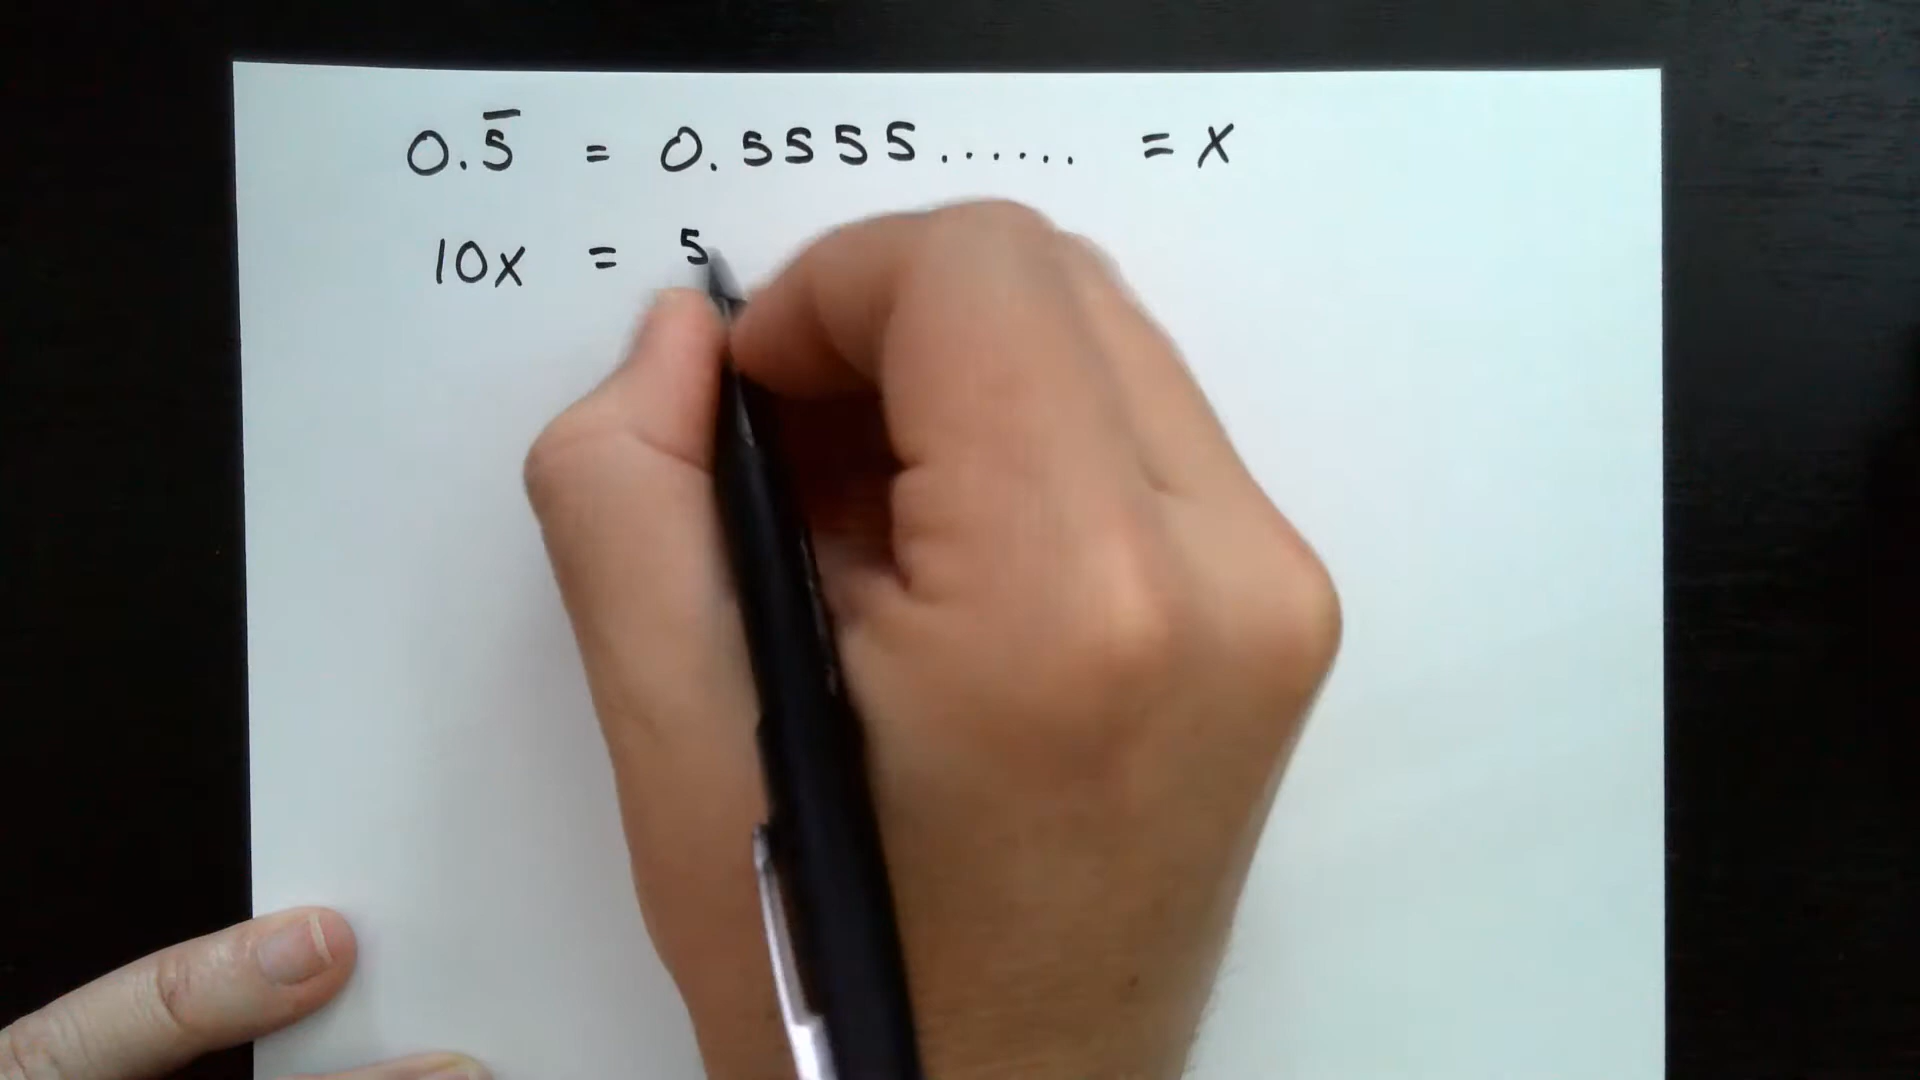 0.5̅ = 0.5555...... = x
10x = 5